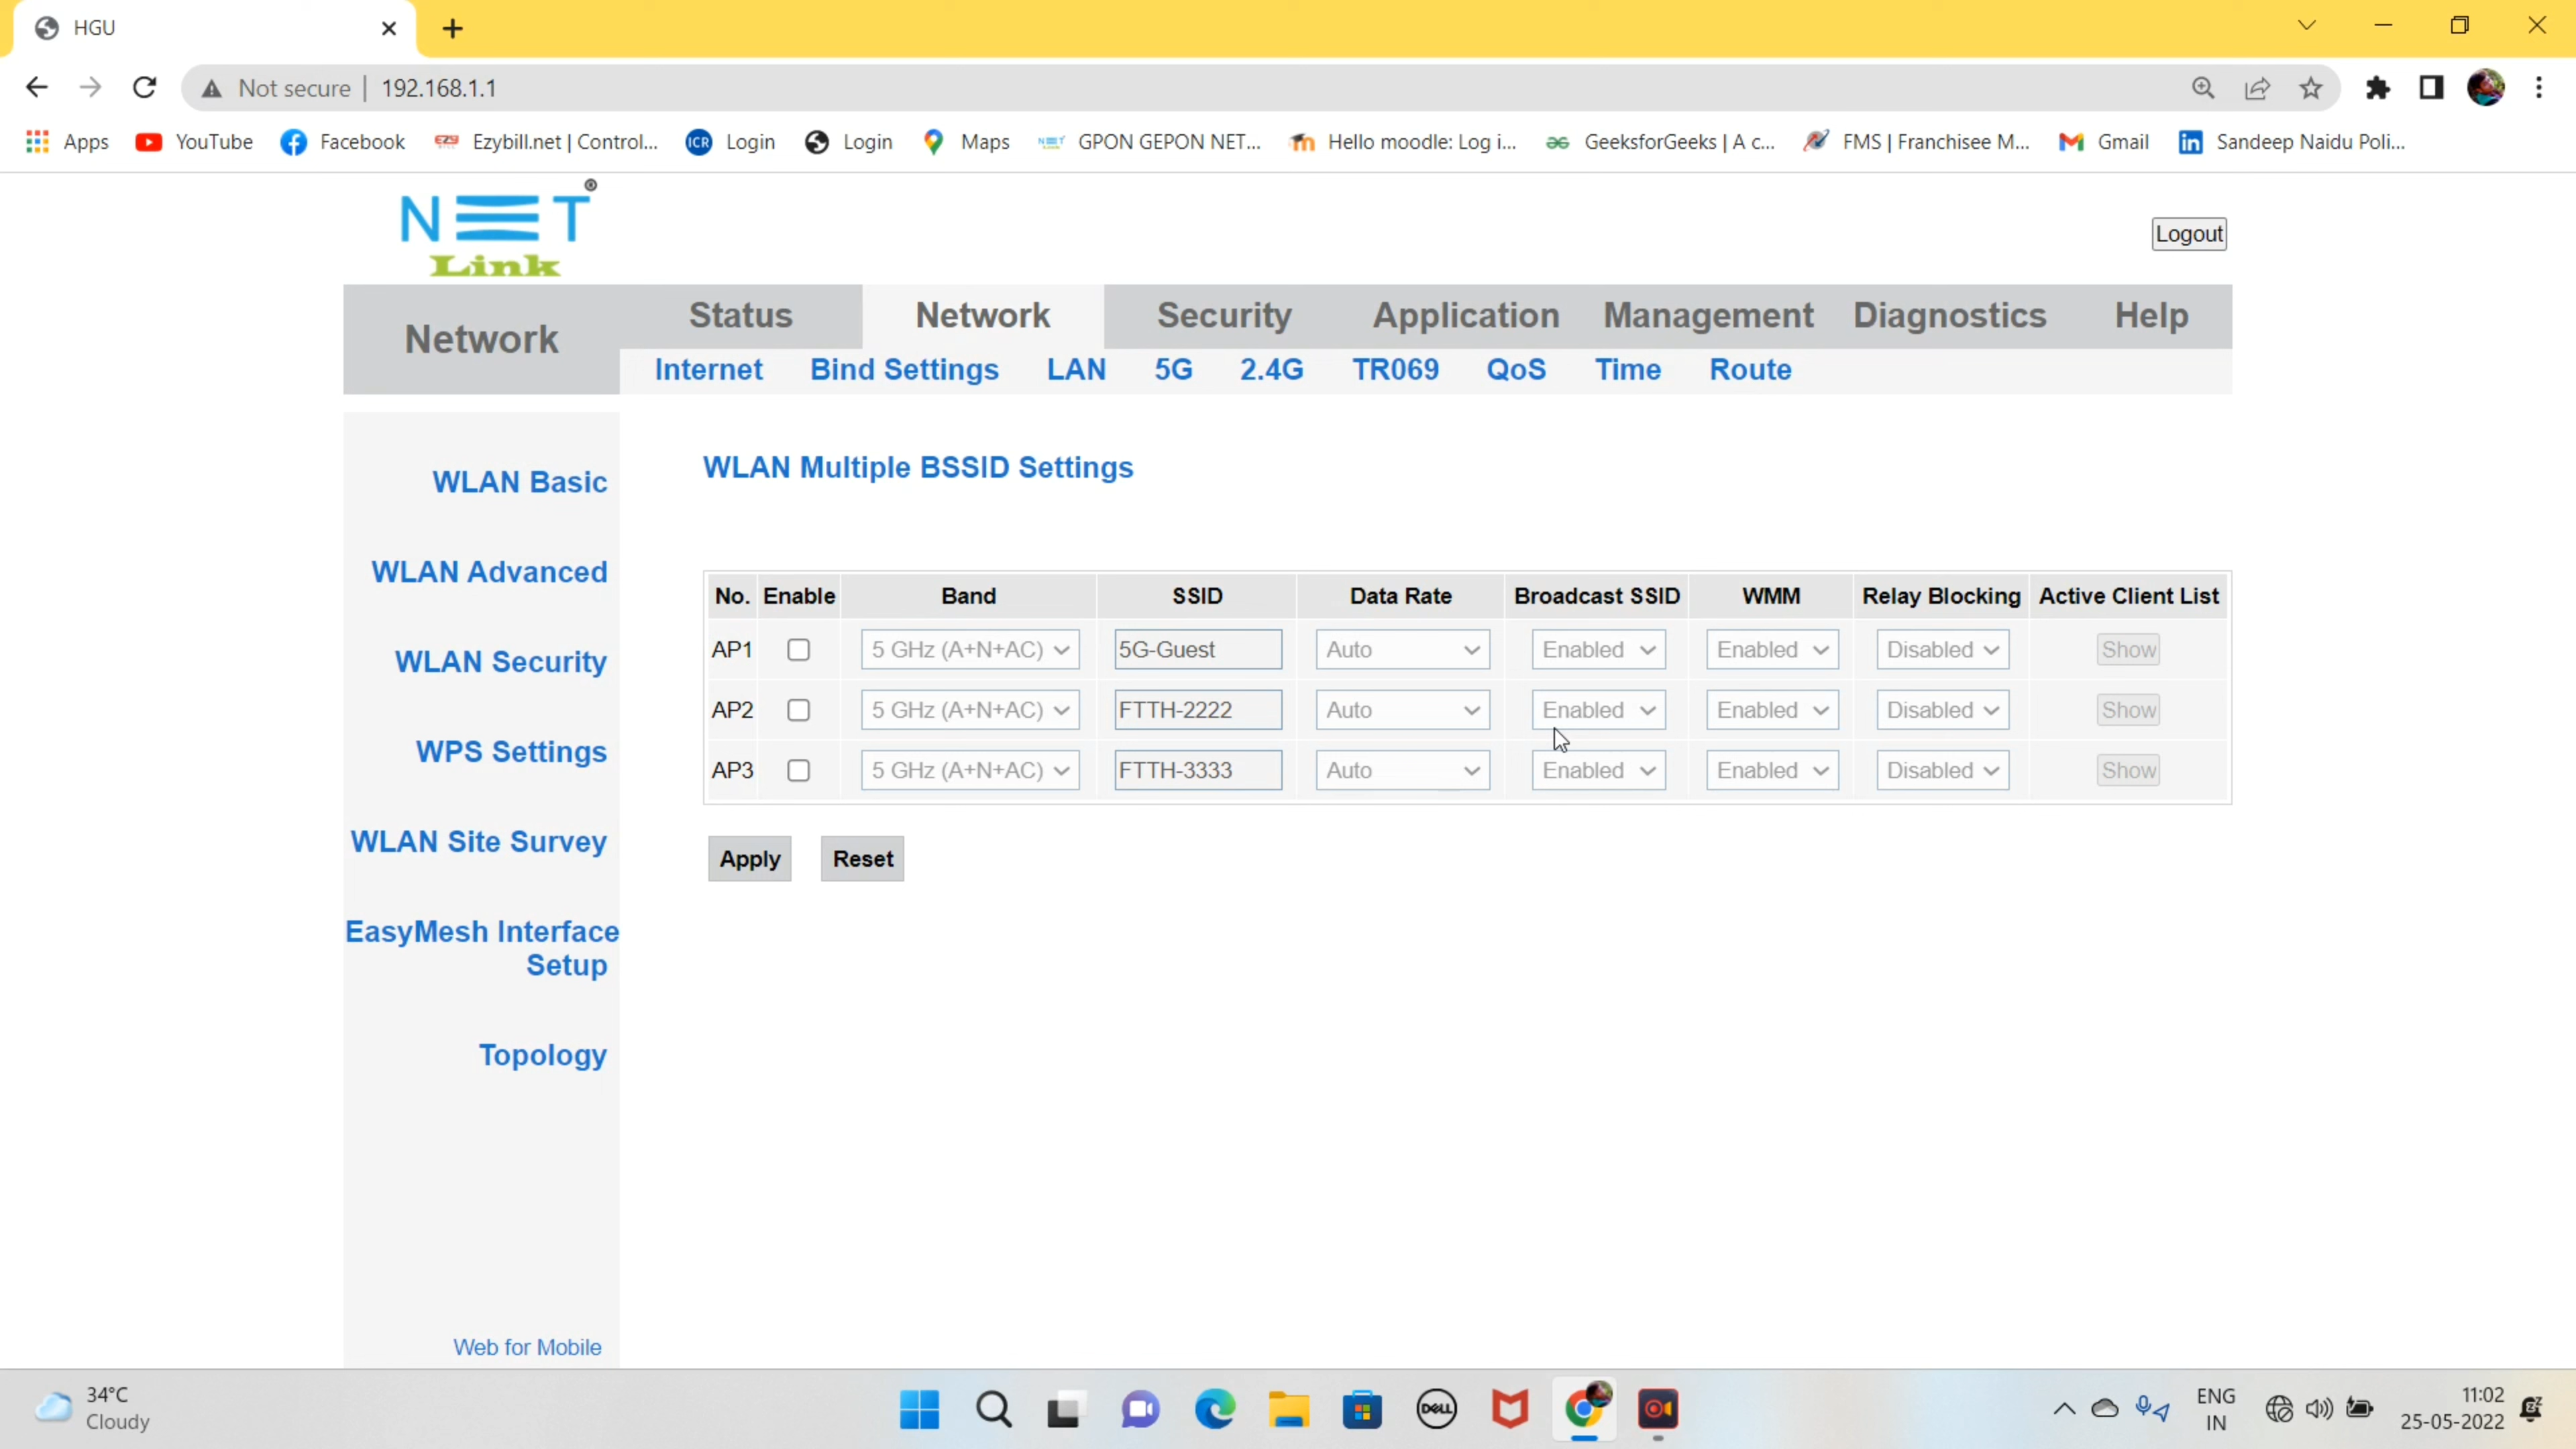 HGU
Not secure | 192.168.1.1
Apps YouTube Facebook Ezybill.net | Control... Login Login Maps GPON GEPON NET... Hello moodle: Log i... GeeksforGeeks | A c... FMS | Franchisee M... Gmail Sandeep Naidu Poli...
NET
Link
Logout
Network
Status Network Security Application Management Diagnostics Help
Internet Bind Settings LAN 5G 2.4G TR069 QoS Time Route
WLAN Basic
WLAN Advanced
WLAN Security
WPS Settings
WLAN Site Survey
EasyMesh Interface
Setup
Topology
Web for Mobile
WLAN Multiple BSSID Settings
No. Enable Band SSID Data Rate Broadcast SSID WMM Relay Blocking Active Client List
AP1 5 GHz (A+N+AC) 5G-Guest Auto Enabled Enabled Disabled Show
AP2 5 GHz (A+N+AC) FTTH-2222 Auto Enabled Enabled Disabled Show
AP3 5 GHz (A+N+AC) FTTH-3333 Auto Enabled Enabled Disabled Show
Apply Reset
34°C
Cloudy
DELL
ENG
IN
11:02
25-05-2022